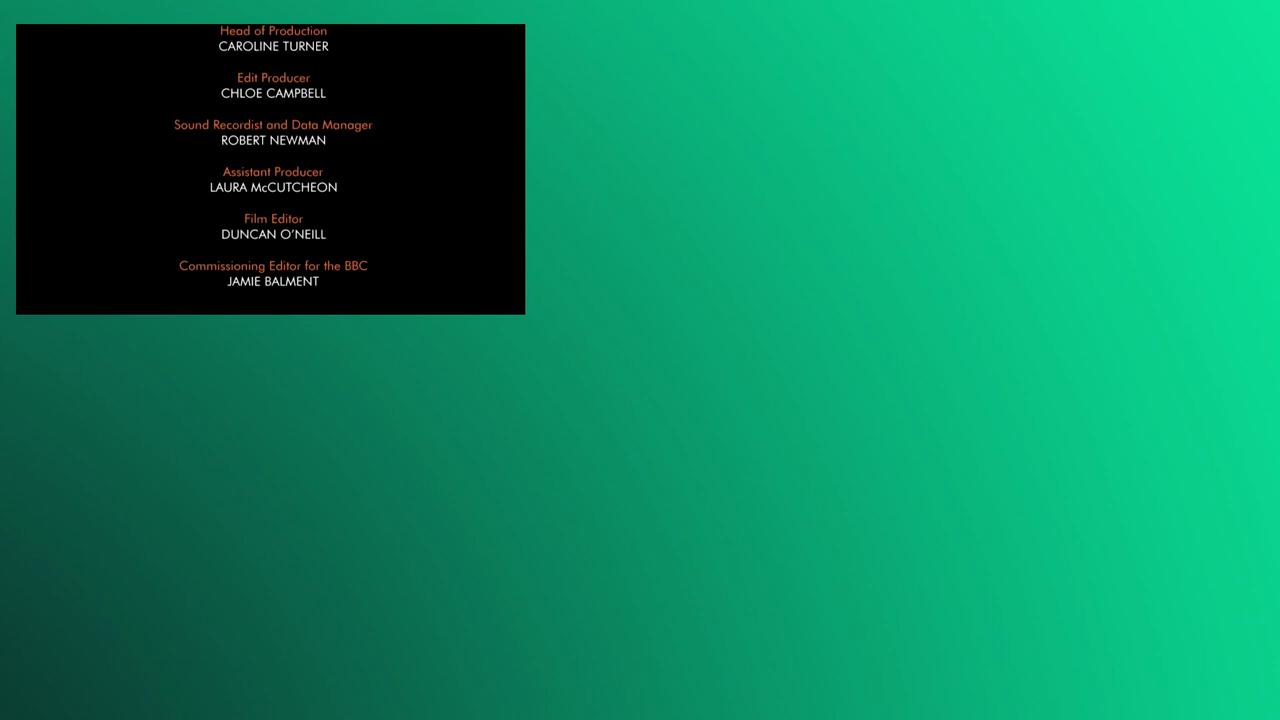 Head of Production
CAROLINE TURNER
Edit Producer
CHLOE CAMPBELL
Sound Recordist and Data Manager
ROBERT NEWMAN
Assistant Producer
LAURA McCUTCHEON
Film Editor
DUNCAN O'NEILL
Commissioning Editor for the BBC
JAMIE BALMENT